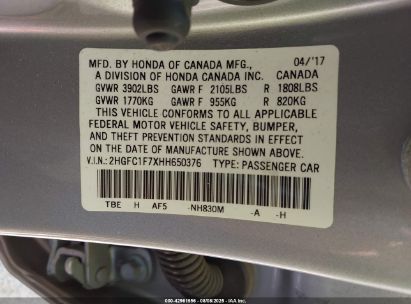 MFD. BY HONDA OF CANADA MFG., 04/'17
A DIVISION OF HONDA CANADA INC. CANADA
GVWR 3902LBS GAWR F 2105LBS R 1808LBS
GVWR 1770KG GAWR F 955KG R 820KG
THIS VEHICLE CONFORMS TO ALL APPLICABLE
FEDERAL MOTOR VEHICLE SAFETY, BUMPER,
AND THEFT PREVENTION STANDARDS IN EFFECT
ON THE DATE OF MANUFACTURE SHOWN ABOVE.
V.I.N.: 2HGFC1F7XHH650376 TYPE: PASSENGER CAR
TBE H AF5 -NH830M -A -H